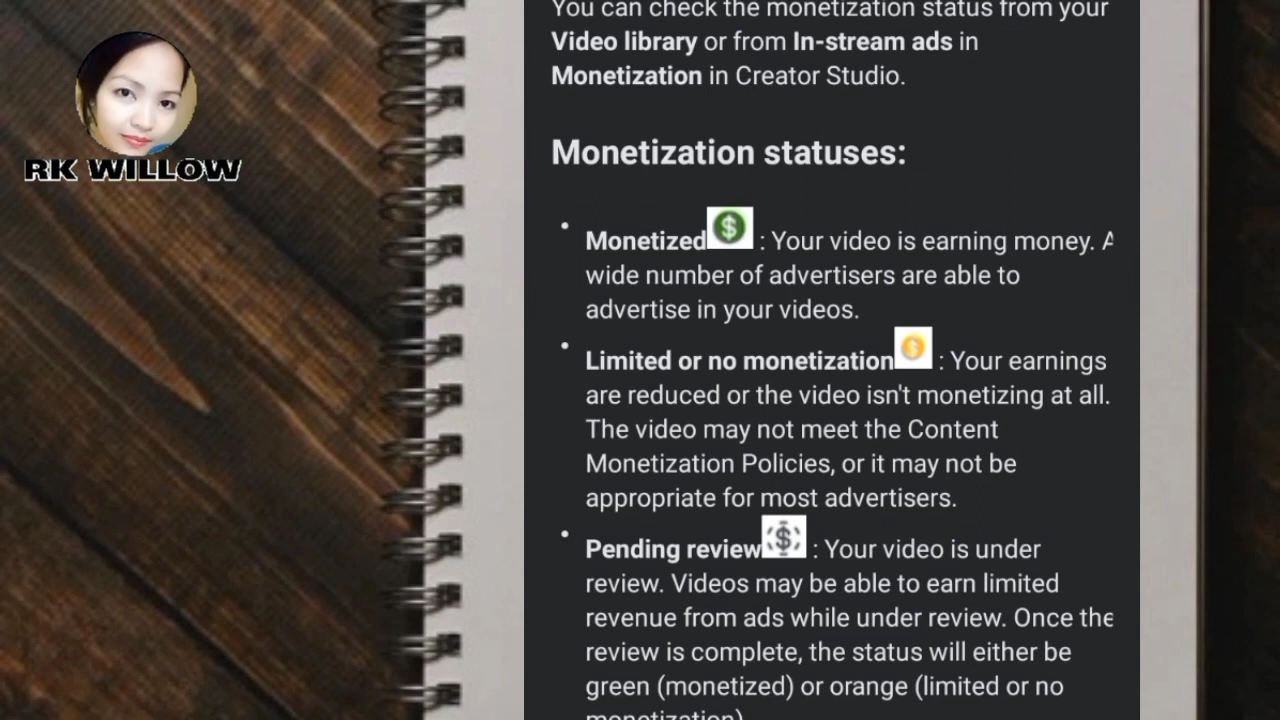 RK WILLOW
You can check the monetization status from your
Video library or from In-stream ads in
Monetization in Creator Studio.
Monetization statuses:
• Monetized : Your video is earning money. A
wide number of advertisers are able to
advertise in your videos.
• Limited or no monetization : Your earnings
are reduced or the video isn't monetizing at all.
The video may not meet the Content
Monetization Policies, or it may not be
appropriate for most advertisers.
• Pending review : Your video is under
review. Videos may be able to earn limited
revenue from ads while under review. Once the
review is complete, the status will either be
green (monetized) or orange (limited or no
monetization)